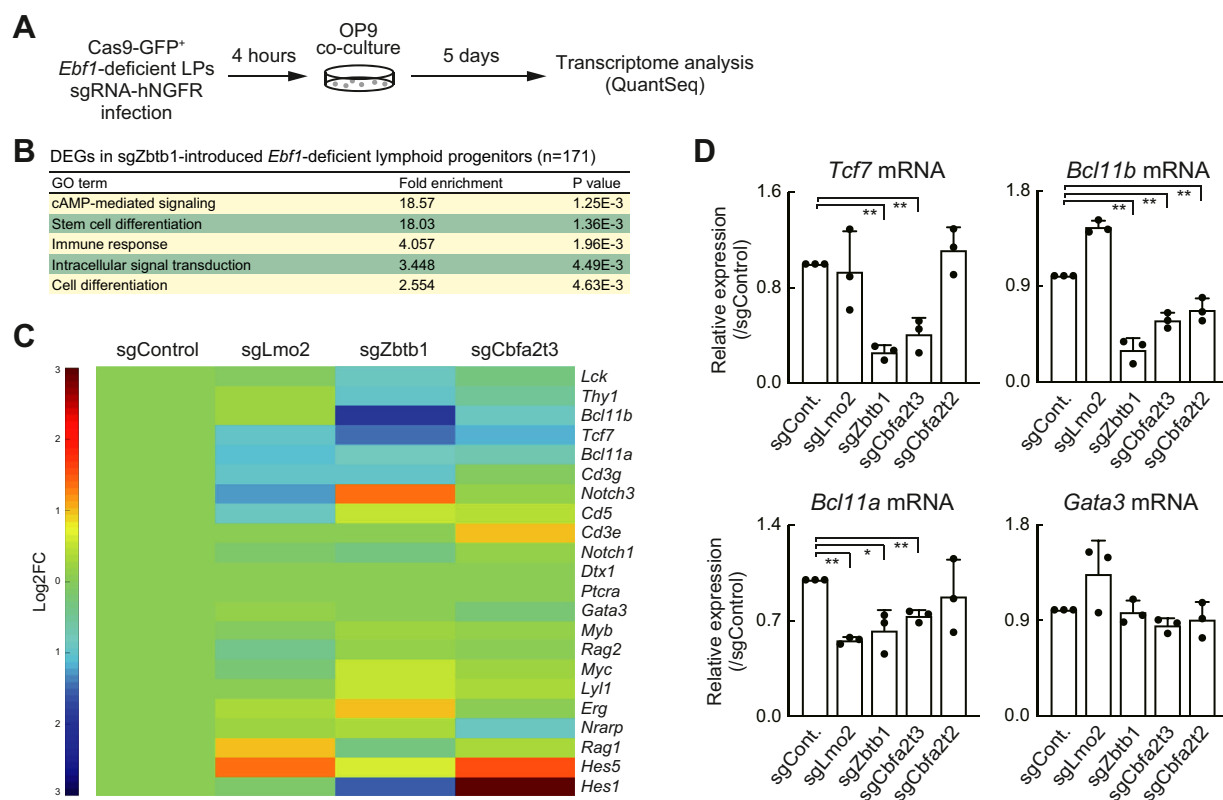 A
Cas9-GFP+
Ebf1-deficient LPs
sgRNA-hNGFR
infection
4 hours
OP9
co-culture
5 days
Transcriptome analysis
(QuantSeq)
B
DEGs in sgZbtb1-introduced Ebf1-deficient lymphoid progenitors (n=171)
GO term Fold enrichment P value
cAMP-mediated signaling 18.57 1.25E-3
Stem cell differentiation 18.03 1.36E-3
Immune response 4.057 1.96E-3
Intracellular signal transduction 3.448 4.49E-3
Cell differentiation 2.554 4.63E-3
C
sgControl sgLmo2 sgZbtb1 sgCbfa2t3
Log2FC
3
2
1
0
1
2
3
Lck
Thy1
Bcl11b
Tcf7
Bcl11a
Cd3g
Notch3
Cd5
Cd3e
Notch1
Dtx1
Ptcra
Gata3
Myb
Rag2
Myc
Lyl1
Erg
Nrarp
Rag1
Hes5
Hes1
D
Tcf7 mRNA
Relative expression
(/sgControl)
1.6
0.8
0.0
** **
sgCont. sgLmo2 sgZbtb1 sgCbfa2t3 sgCbfa2t2
Bcl11b mRNA
1.8
0.9
0.0
** ** **
sgCont. sgLmo2 sgZbtb1 sgCbfa2t3 sgCbfa2t2
Bcl11a mRNA
Relative expression
(/sgControl)
1.4
0.7
0.0
** * **
sgCont. sgLmo2 sgZbtb1 sgCbfa2t3 sgCbfa2t2
Gata3 mRNA
1.8
0.9
0.0
sgCont. sgLmo2 sgZbtb1 sgCbfa2t3 sgCbfa2t2